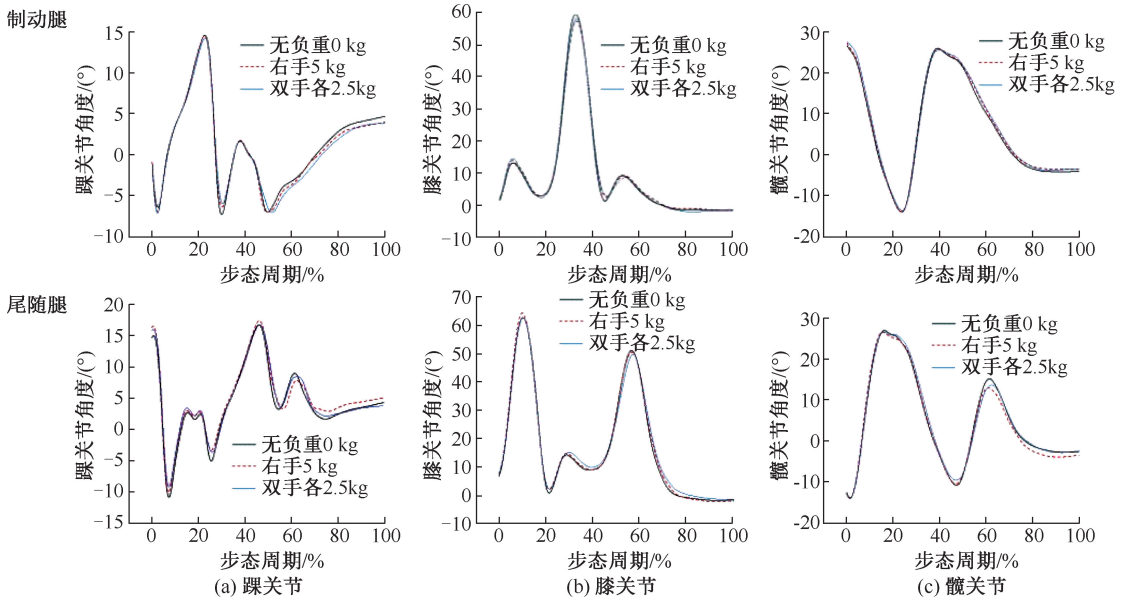 制动腿
15
10
5
0
−5
−10
踝关节角度/(°)
无负重0 kg
右手5 kg
双手各2.5kg
0 20 40 60 80 100
步态周期/%
60
50
40
30
20
10
0
−10
膝关节角度/(°)
无负重0 kg
右手5 kg
双手各2.5kg
0 20 40 60 80 100
步态周期/%
30
20
10
0
-10
-20
髋关节角度/(°)
无负重0 kg
右手5 kg
双手各2.5kg
0 20 40 60 80 100
步态周期/%
尾随腿
20
15
10
5
0
−5
−10
−15
踝关节角度/(°)
无负重0 kg
右手5 kg
双手各2.5kg
0 20 40 60 80 100
步态周期/%
(a) 踝关节
70
60
50
40
30
20
10
0
−10
膝关节角度/(°)
无负重0 kg
右手5 kg
双手各2.5kg
0 20 40 60 80 100
步态周期/%
(b) 膝关节
30
20
10
0
-10
-20
髋关节角度/(°)
无负重0 kg
右手5 kg
双手各2.5kg
0 20 40 60 80 100
步态周期/%
(c) 髋关节